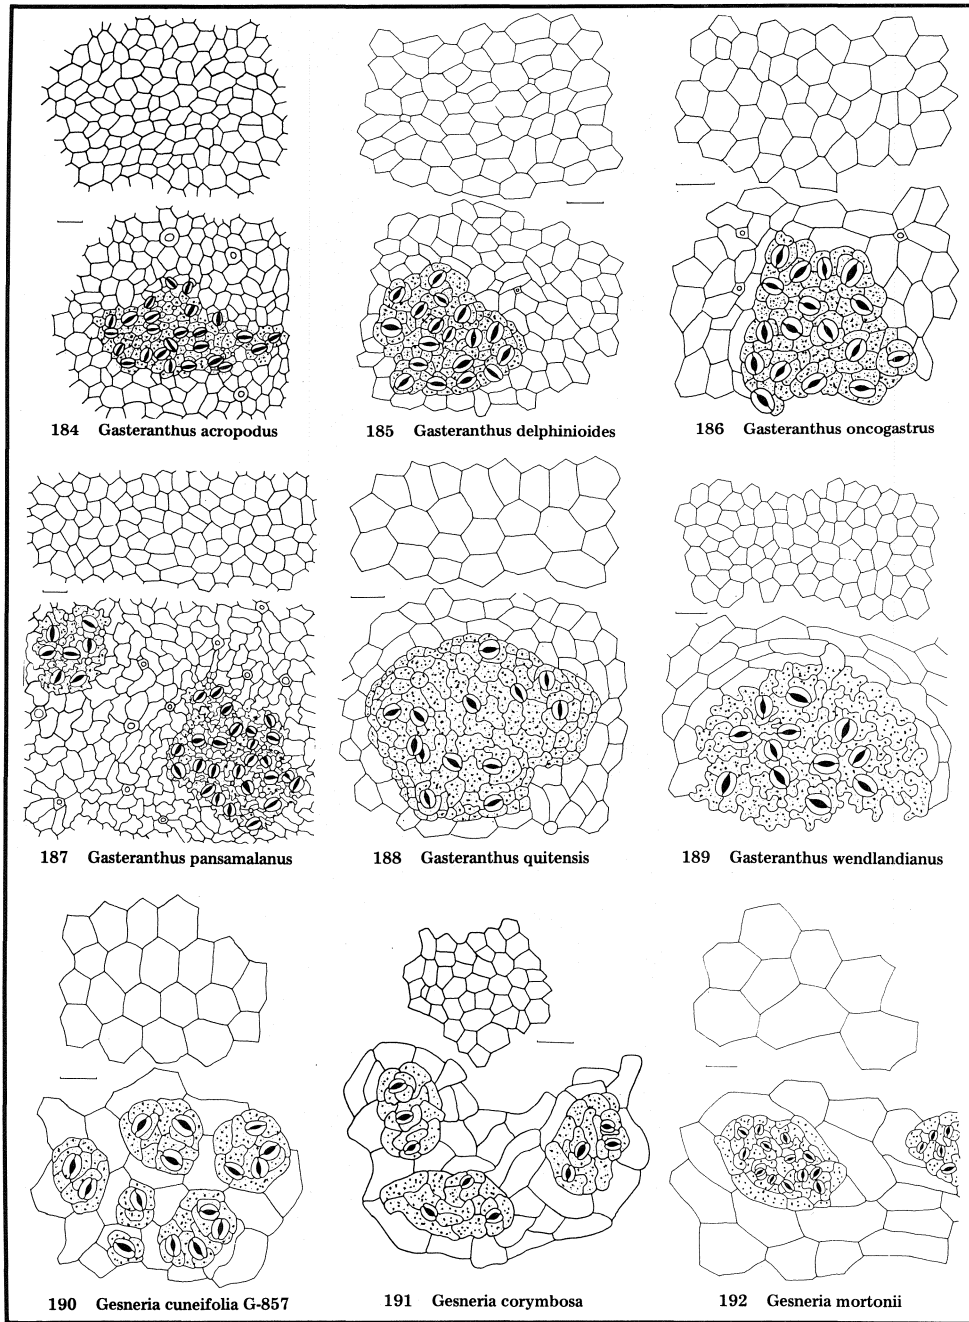 184 Gasteranthus acropodus
185 Gasteranthus delphinioides
186 Gasteranthus oncogastrus
187 Gasteranthus pansamalanus
188 Gasteranthus quitensis
189 Gasteranthus wendlandianus
190 Gesneria cuneifolia G-857
191 Gesneria corymbosa
192 Gesneria mortonii